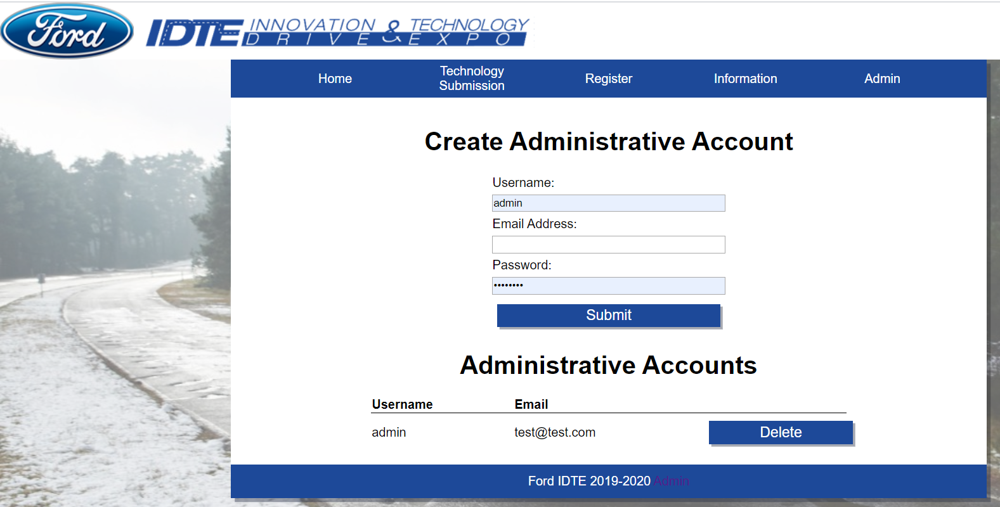 Ford IDTE INNOVATION & TECHNOLOGY
DRIVE & EXPO
Home
Technology
Submission
Register
Information
Admin
Create Administrative Account
Username:
admin
Email Address:
Password:
••••••••
Submit
Administrative Accounts
Username Email
admin test@test.com Delete
Ford IDTE 2019-2020 Admin